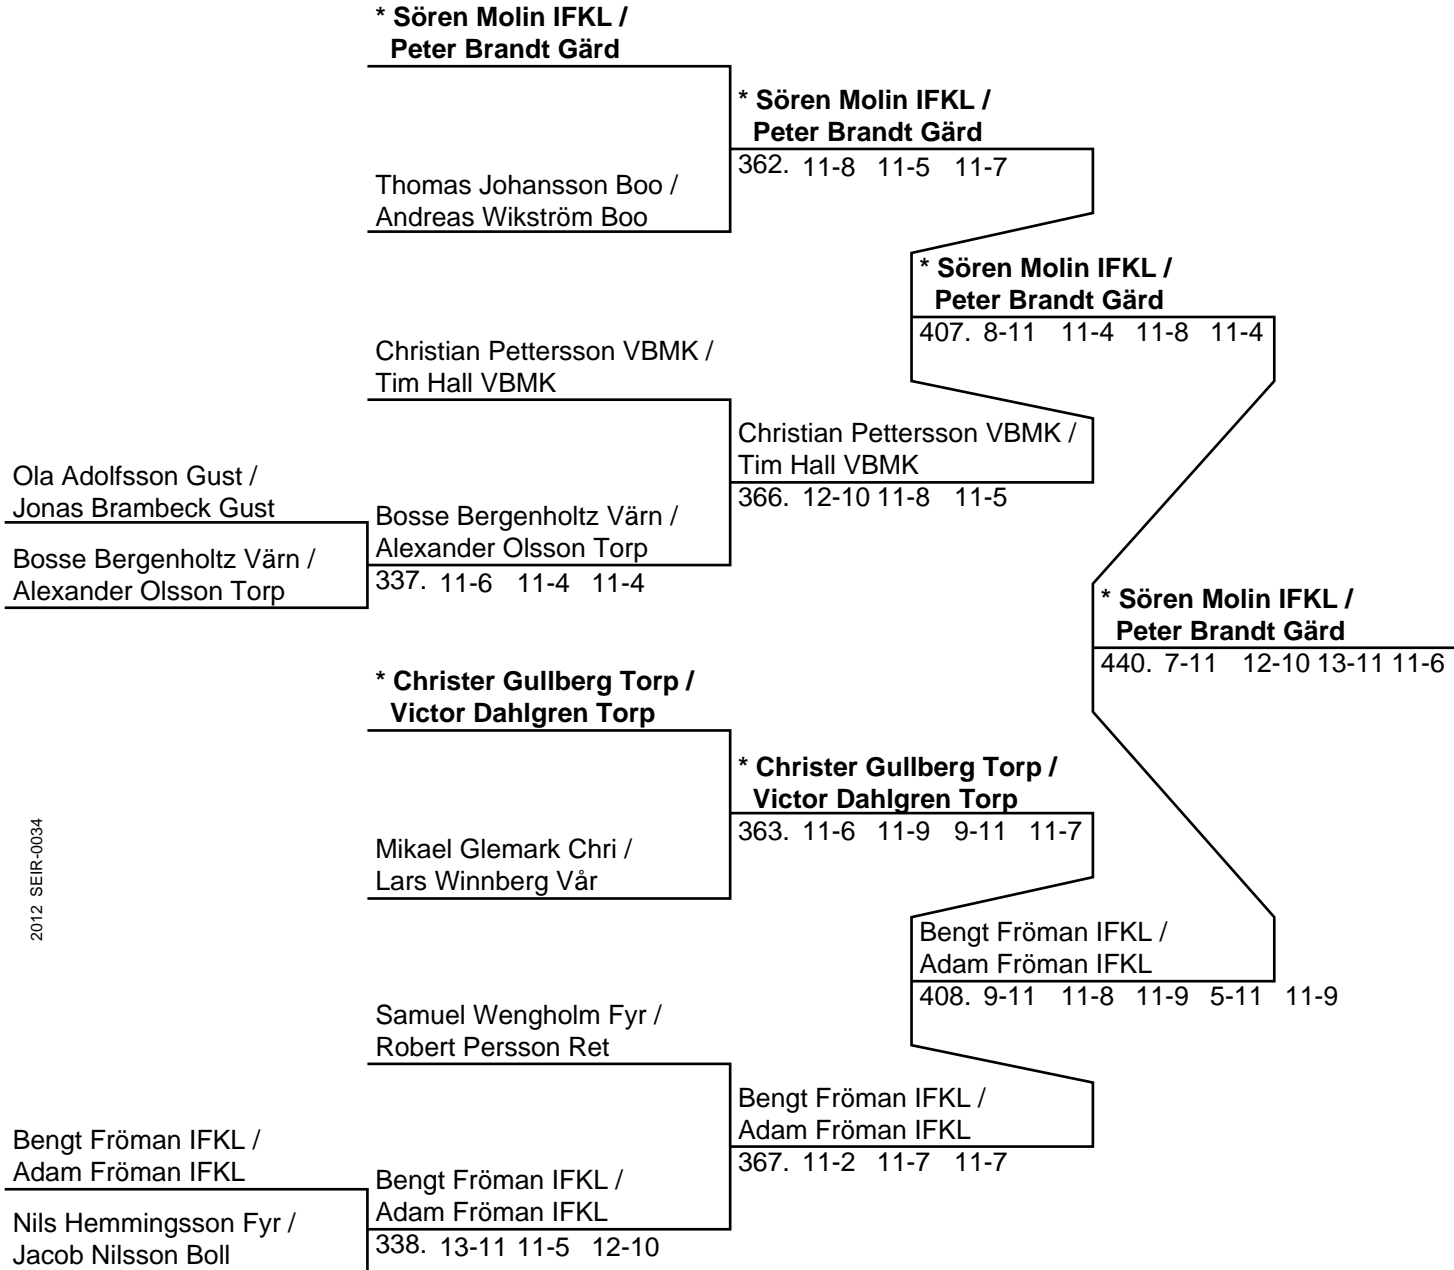 * Sören Molin IFKL /
Peter Brandt Gärd
* Sören Molin IFKL /
Peter Brandt Gärd
362. 11-8 11-5 11-7
Thomas Johansson Boo /
Andreas Wikström Boo
* Sören Molin IFKL /
Peter Brandt Gärd
407. 8-11 11-4 11-8 11-4
Christian Pettersson VBMK /
Tim Hall VBMK
Christian Pettersson VBMK /
Tim Hall VBMK
366. 12-10 11-8 11-5
Ola Adolfsson Gust /
Jonas Brambeck Gust
Bosse Bergenholtz Värn /
Alexander Olsson Torp
337. 11-6 11-4 11-4
Bosse Bergenholtz Värn /
Alexander Olsson Torp
* Sören Molin IFKL /
Peter Brandt Gärd
440. 7-11 12-10 13-11 11-6
* Christer Gullberg Torp /
Victor Dahlgren Torp
* Christer Gullberg Torp /
Victor Dahlgren Torp
363. 11-6 11-9 9-11 11-7
Mikael Glemark Chri /
Lars Winnberg Vår
2012 SEIR-0034
Bengt Fröman IFKL /
Adam Fröman IFKL
408. 9-11 11-8 11-9 5-11 11-9
Samuel Wengholm Fyr /
Robert Persson Ret
Bengt Fröman IFKL /
Adam Fröman IFKL
367. 11-2 11-7 11-7
Bengt Fröman IFKL /
Adam Fröman IFKL
Bengt Fröman IFKL /
Adam Fröman IFKL
338. 13-11 11-5 12-10
Nils Hemmingsson Fyr /
Jacob Nilsson Boll